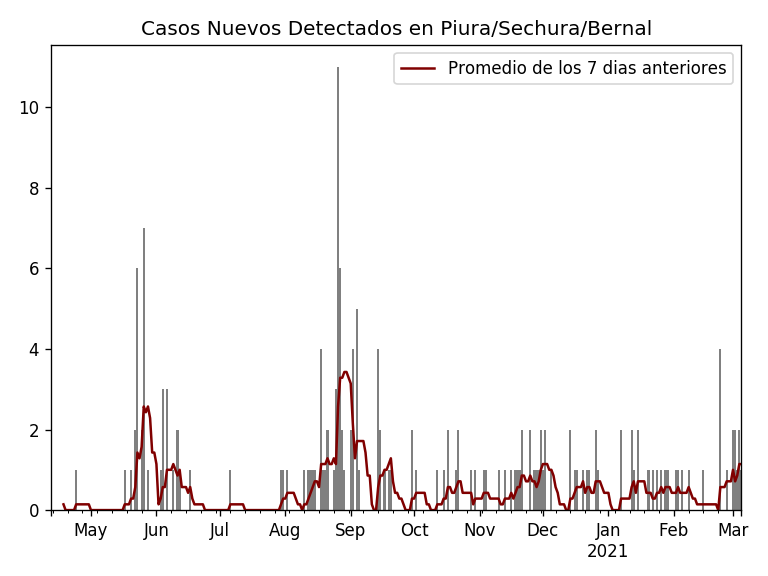 Casos Nuevos Detectados en Piura/Sechura/Bernal
Promedio de los 7 dias anteriores
10
8
6
4
2
0
May Jun Jul Aug Sep Oct Nov Dec Jan Feb Mar
2021